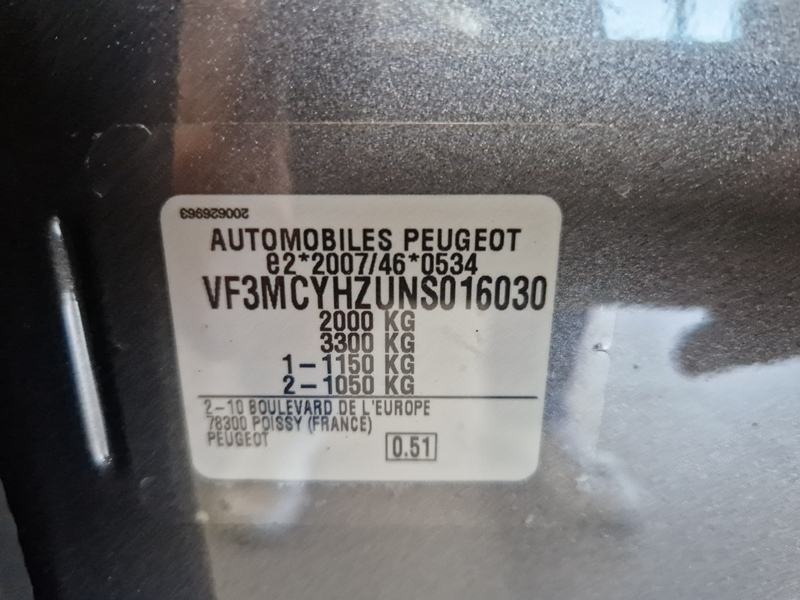 200626963
AUTOMOBILES PEUGEOT
e2*2007/46*0534
VF3MCYHZUNS016030
2000 KG
3300 KG
1-1150 KG
2-1050 KG
2-10 BOULEVARD DE L'EUROPE
78300 POISSY (FRANCE)
PEUGEOT
0.51